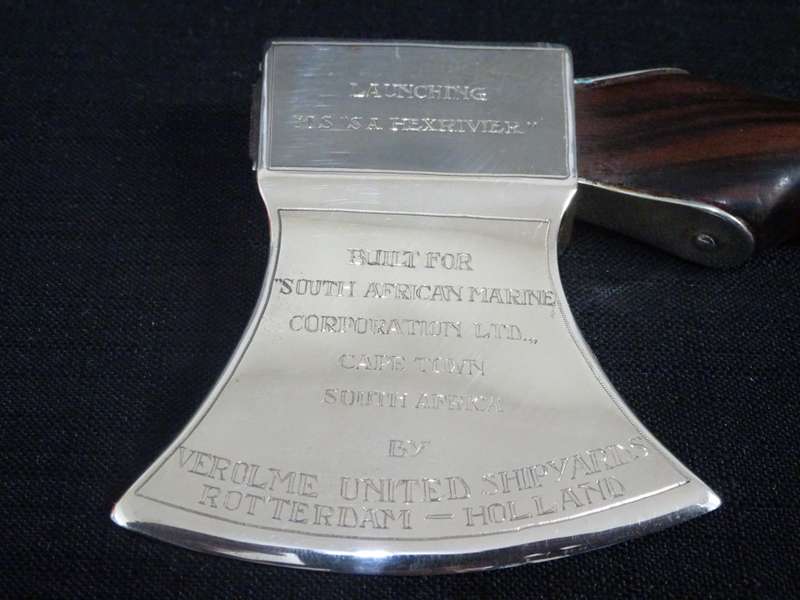 LAUNCHING
"M.S. "S A HEXRIVIER"
BUILT FOR
"SOUTH AFRICAN MARINE
CORPORATION LTD.,,
CAPE TOWN
SOUTH AFRICA
BY
VEROLME UNITED SHIPYARDS
ROTTERDAM — HOLLAND